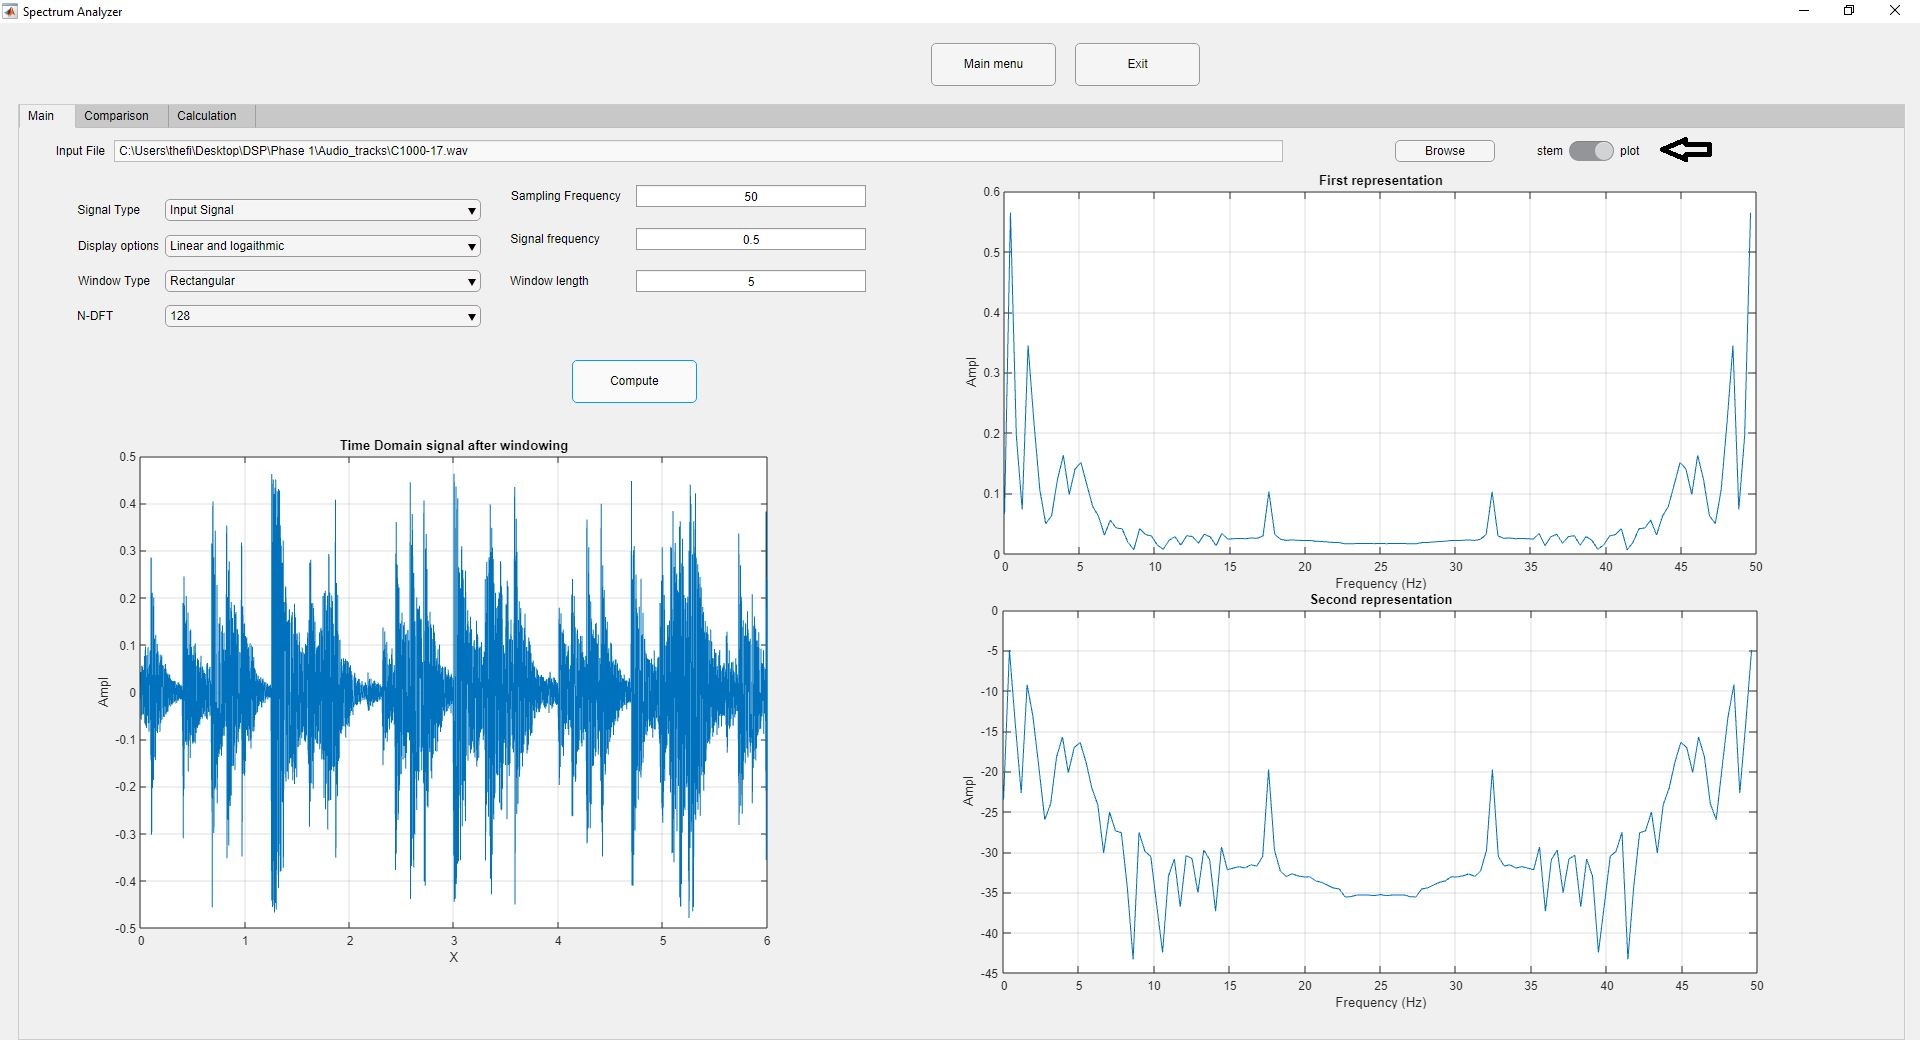 Spectrum Analyzer
Main menu Exit
Main Comparison Calculation
Input File C:\Users\thefi\Desktop\DSP\Phase 1\Audio_tracks\C1000-17.wav Browse stem plot
Signal Type Input Signal
Display options Linear and logaithmic
Window Type Rectangular
N-DFT 128
Sampling Frequency 50
Signal frequency 0.5
Window length 5
Compute
Time Domain signal after windowing
0.5
0.4
0.3
0.2
0.1
0
-0.1
-0.2
-0.3
-0.4
-0.5
Ampl
0 1 2 3 4 5 6
X
First representation
0.6
0.5
0.4
0.3
0.2
0.1
0
Ampl
0 5 10 15 20 25 30 35 40 45 50
Frequency (Hz)
Second representation
0
-5
-10
-15
-20
-25
-30
-35
-40
-45
Ampl
0 5 10 15 20 25 30 35 40 45 50
Frequency (Hz)